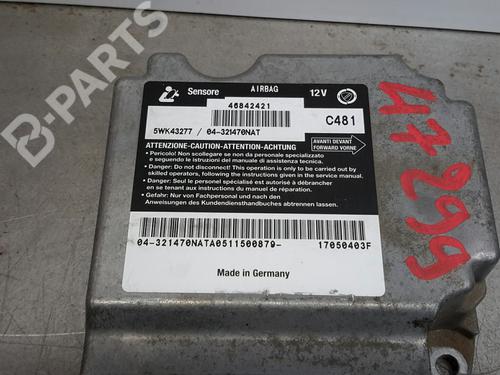 B-PARTS
Sensore AIRBAG 12V
46842421
C481
5WK43277 / 04-321470NAT
AVANTI DEVANT
FORWARD VORNE
ATTENZIONE-CAUTION-ATTENTION-ACHTUNG
• Pericolo! Non scollegare se non da personale specializzato
e seguendo le istruzioni del manuale di assistenza tecnica.
• Danger: Do not disconnect! This operation is only to be carried out by
skilled operators, following the instructions given in the service manual.
• Danger: Seul le personel spécialisé est autorisé à débrancher
en se tenant aux instructions du manuel de réparation.
• Gefahr: Nur von Fachpersonal und nach den
Anweisungen des Kundendiensthandbuches abtrennen lassen.
04-321470NATA0511500879- 17050403F
Made in Germany
47299